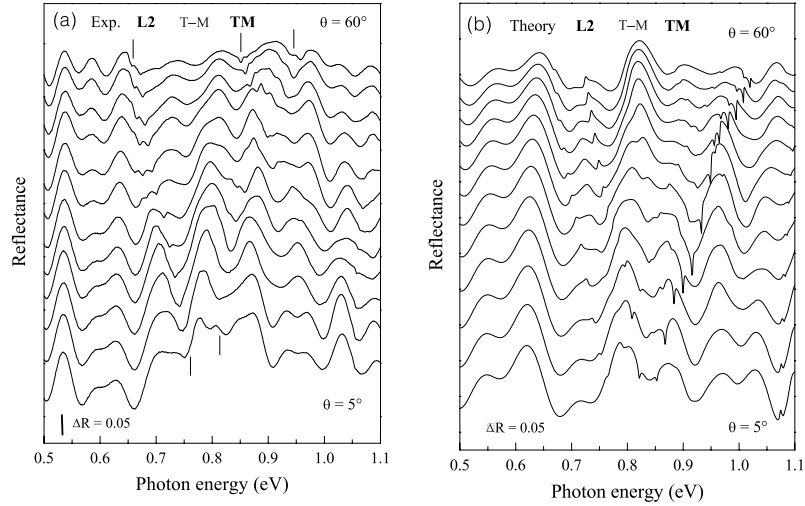 (a) Exp. L2 T–M TM θ = 60°
Reflectance
θ = 5°
ΔR = 0.05
0.5 0.6 0.7 0.8 0.9 1.0 1.1
Photon energy (eV)
(b) Theory L2 T–M TM θ = 60°
Reflectance
ΔR = 0.05 θ = 5°
0.5 0.6 0.7 0.8 0.9 1.0 1.1
Photon energy (eV)